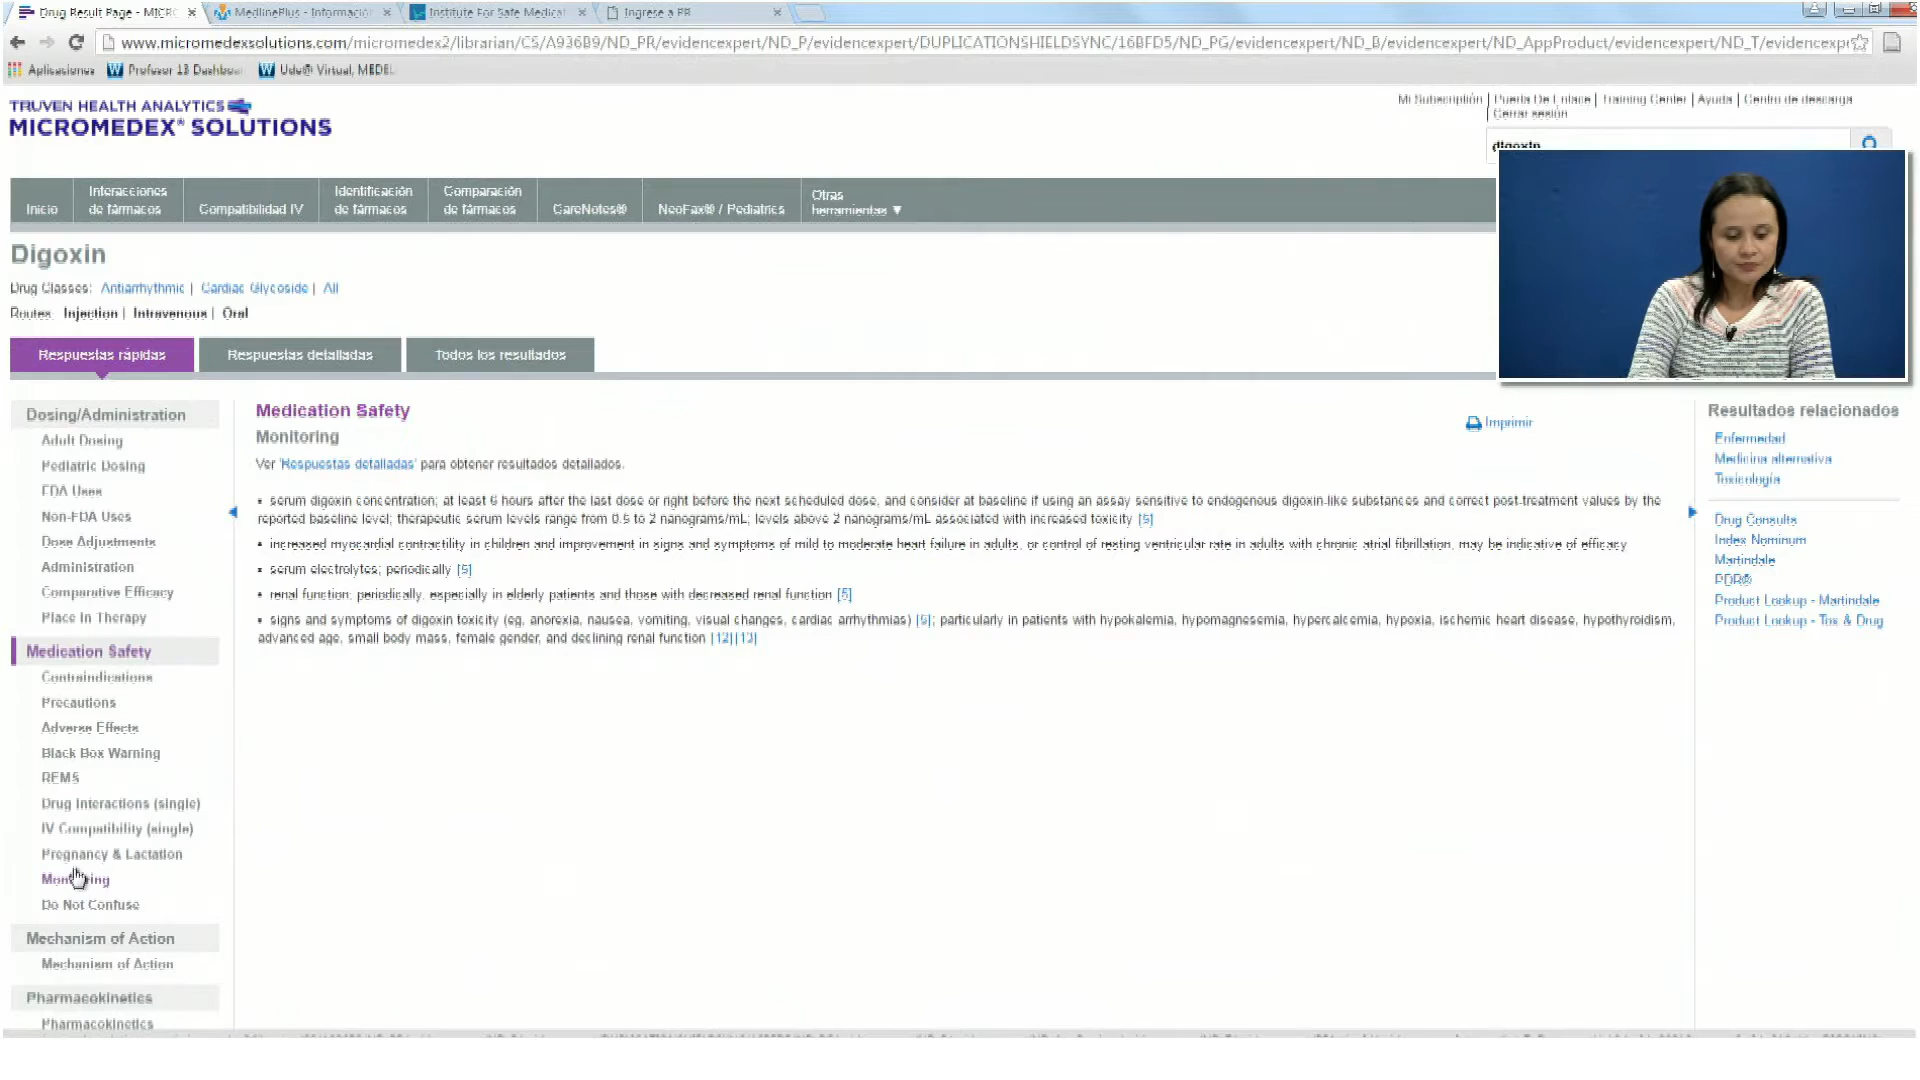 Drug Result Page - MICR
MedlinePlus - Informació
Institute For Safe Medicat
Ingrese a PR
www.micromedexsolutions.com/micromedex2/librarian/CS/A936B9/ND_PR/evidencexpert/ND_P/evidencexpert/DUPLICATIONSHIELDSYNC/16BFD5/ND_PG/evidencexpert/ND_B/evidencexpert/ND_AppProduct/evidencexpert/ND_T/evidencexp
Aplicaciones
Profesor 13 Dashboa
Ude@ Virtual, MEDEL
TRUVEN HEALTH ANALYTICS
MICROMEDEX® SOLUTIONS
Mi Subscription | Puerta De Enlace | Training Center | Ayuda | Centro de descarga
Cerrar sesión
digoxin
Inicio
Interacciones de fármacos
Compatibilidad IV
Identificación de fármacos
Comparación de fármacos
CareNotes®
NeoFax® / Pediatrics
Otras herramientas ▼
Digoxin
Drug Classes: Antiarrhythmic | Cardiac Glycoside | All
Routes: Injection | Intravenous | Oral
Respuestas rápidas
Respuestas detalladas
Todos los resultados
Dosing/Administration
Adult Dosing
Pediatric Dosing
FDA Uses
Non-FDA Uses
Dose Adjustments
Administration
Comparative Efficacy
Place In Therapy
Medication Safety
Contraindications
Precautions
Adverse Effects
Black Box Warning
REMS
Drug Interactions (single)
IV Compatibility (single)
Pregnancy & Lactation
Monitoring
Do Not Confuse
Mechanism of Action
Mechanism of Action
Pharmacokinetics
Pharmacokinetics
Medication Safety
Imprimir
Monitoring
Ver 'Respuestas detalladas' para obtener resultados detallados.
• serum digoxin concentration; at least 6 hours after the last dose or right before the next scheduled dose, and consider at baseline if using an assay sensitive to endogenous digoxin-like substances and correct post-treatment values by the
reported baseline level; therapeutic serum levels range from 0.5 to 2 nanograms/mL; levels above 2 nanograms/mL associated with increased toxicity [5]
• increased myocardial contractility in children and improvement in signs and symptoms of mild to moderate heart failure in adults, or control of resting ventricular rate in adults with chronic atrial fibrillation, may be indicative of efficacy
• serum electrolytes; periodically [5]
• renal function; periodically, especially in elderly patients and those with decreased renal function [5]
• signs and symptoms of digoxin toxicity (eg, anorexia, nausea, vomiting, visual changes, cardiac arrhythmias) [5]; particularly in patients with hypokalemia, hypomagnesemia, hypercalcemia, hypoxia, ischemic heart disease, hypothyroidism,
advanced age, small body mass, female gender, and declining renal function [12][13]
Resultados relacionados
Enfermedad
Medicina alternativa
Toxicología
Drug Consults
Index Nominum
Martindale
PDR®
Product Lookup - Martindale
Product Lookup - Tox & Drug